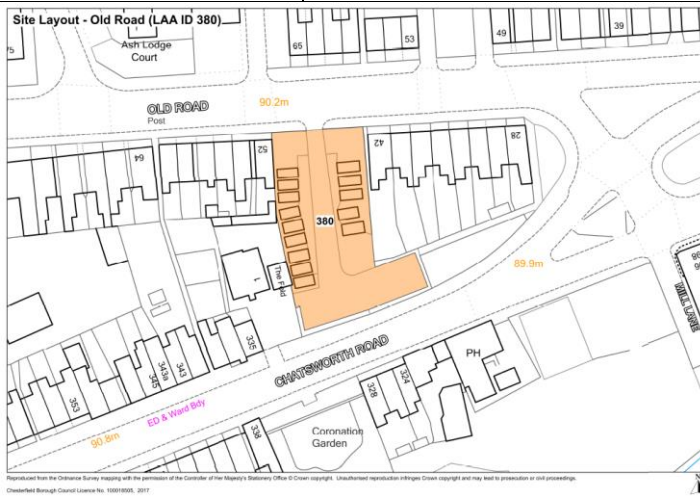 Site Layout - Old Road (LAA ID 380)
75
Ash Lodge
Court
65
53
49
39
OLD ROAD
Post
90.2m
64
52
42
28
380
The Fold
1
89.9m
MILL LANE
335
CHATSWORTH ROAD
PH
343
343a
345
353
324
328
ED & Ward Bdy
90.8m
338
Coronation
Garden
Reproduced from the Ordnance Survey mapping with the permission of the Controller of Her Majesty's Stationery Office © Crown copyright. Unauthorised reproduction infringes Crown copyright and may lead to prosecution or civil proceedings.
Chesterfield Borough Council Licence No. 100018505, 2017